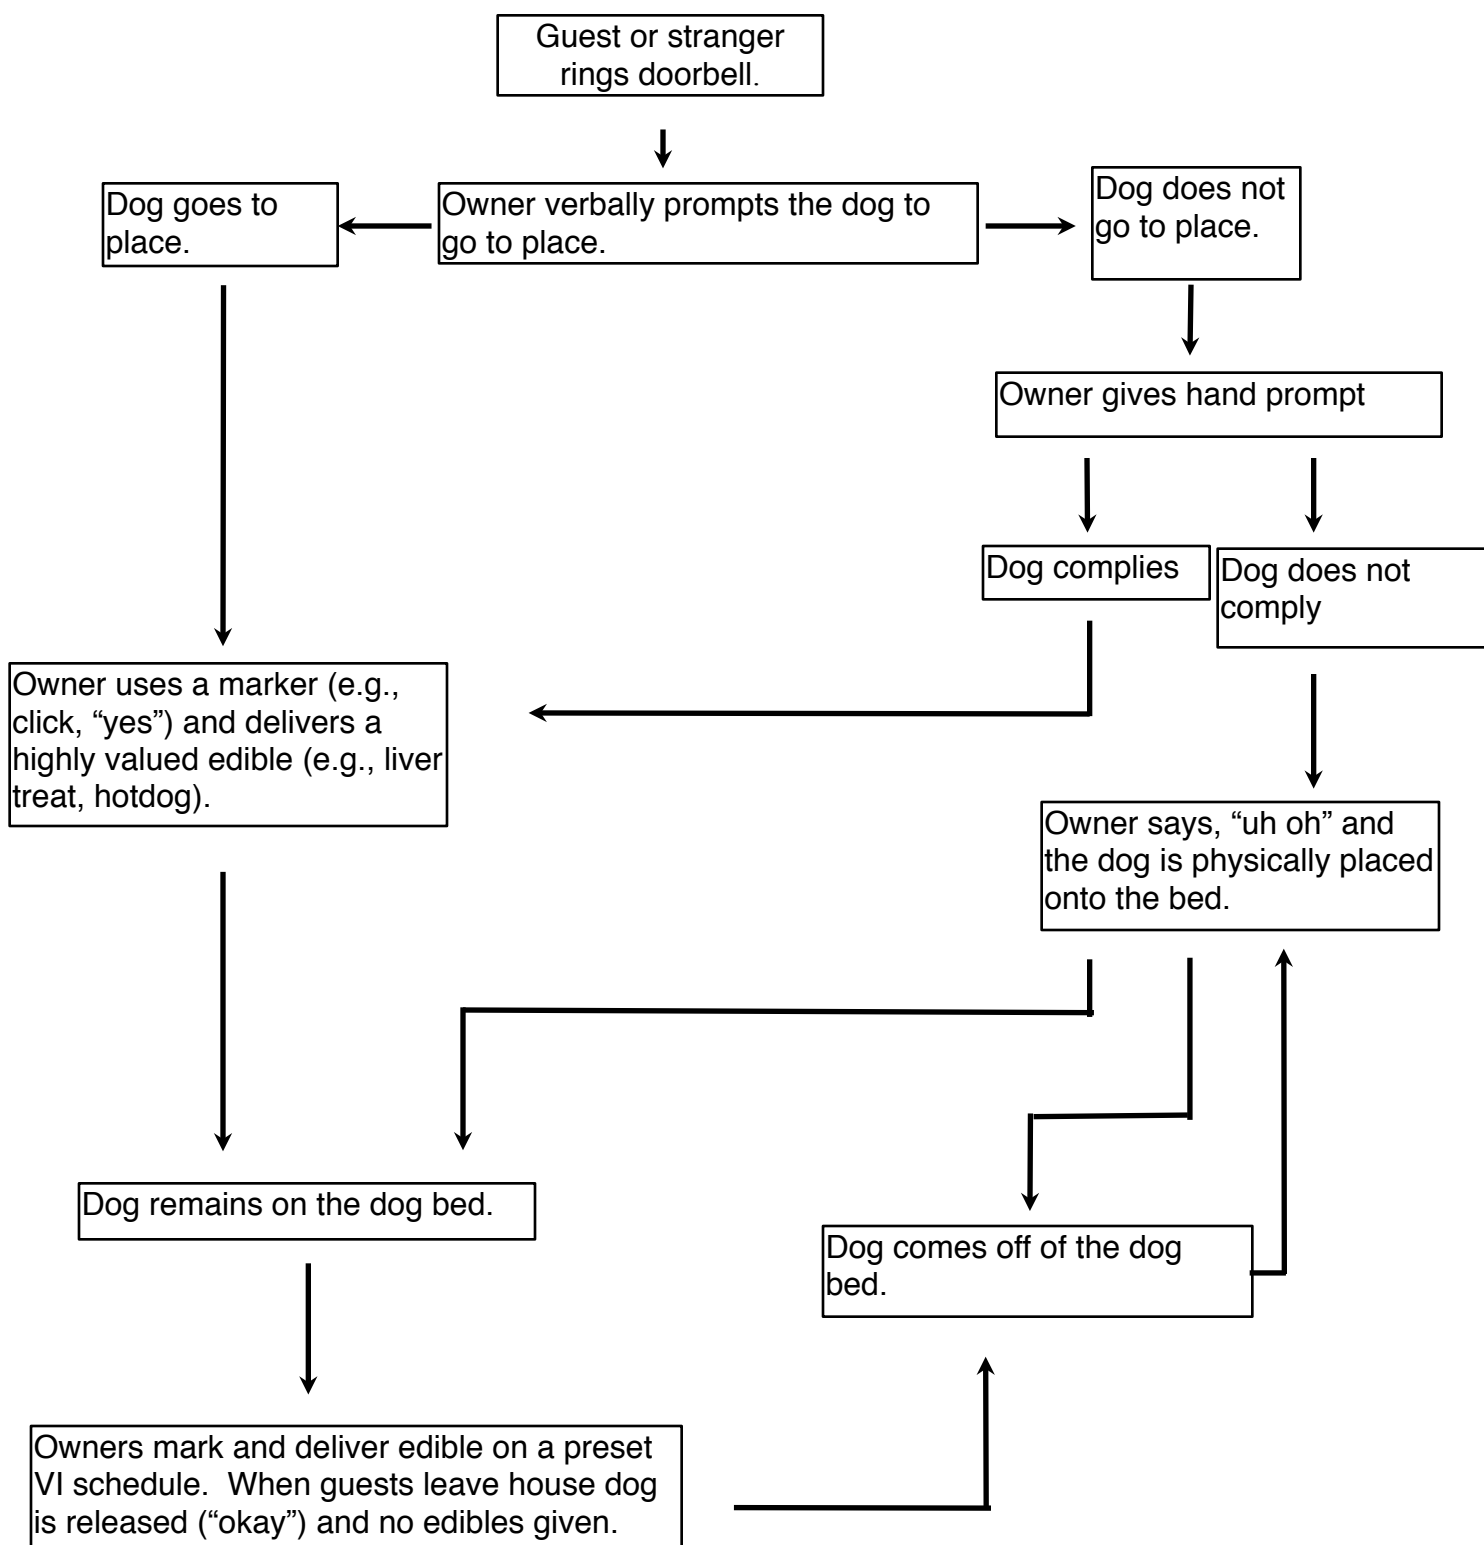 Guest or stranger
rings doorbell.
Dog goes to
place.
Owner verbally prompts the dog to
go to place.
Dog does not
go to place.
Owner gives hand prompt
Dog complies
Dog does not
comply
Owner uses a marker (e.g.,
click, “yes”) and delivers a
highly valued edible (e.g., liver
treat, hotdog).
Owner says, “uh oh” and
the dog is physically placed
onto the bed.
Dog remains on the dog bed.
Dog comes off of the dog
bed.
Owners mark and deliver edible on a preset
VI schedule.  When guests leave house dog
is released (“okay”) and no edibles given.